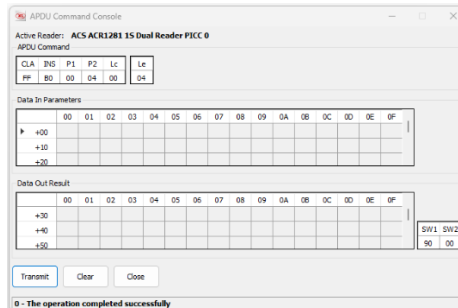 APDU Command Console
Active Reader: ACS ACR1281 1S Dual Reader PICC 0
APDU Command
CLA INS P1 P2 Lc Le
FF B0 00 04 00 04
Data In Parameters
00 01 02 03 04 05 06 07 08 09 0A 0B 0C 0D 0E 0F
+00
+10
+20
Data Out Result
00 01 02 03 04 05 06 07 08 09 0A 0B 0C 0D 0E 0F
+30
+40
+50
SW1 SW2
90 00
Transmit Clear Close
0 - The operation completed successfully